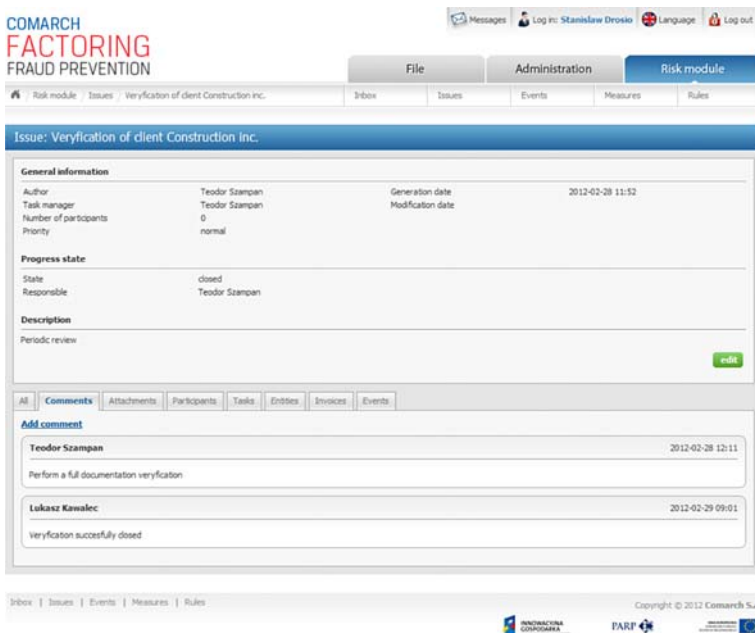 COMARCH
FACTORING
FRAUD PREVENTION
Messages Log in: Stanislaw Drosio Language Log out
File Administration Risk module
Risk module / Issues / Veryfication of client Construction inc.
Inbox Issues Events Measures Rules
Issue: Veryfication of client Construction inc.
General information
Author Teodor Szampan Generation date 2012-02-28 11:52
Task manager Teodor Szampan Modification date
Number of participants 0
Priority normal
Progress state
State closed
Responsible Teodor Szampan
Description
Periodic review
edit
All Comments Attachments Participants Tasks Entities Invoices Events
Add comment
Teodor Szampan 2012-02-28 12:11
Perform a full documentation veryfication
Lukasz Kawalec 2012-02-29 09:01
Veryfication succesfully closed
Inbox | Issues | Events | Measures | Rules
Copyright © 2012 Comarch S.
INNOWACYJNA
GOSPODARKA
PARP